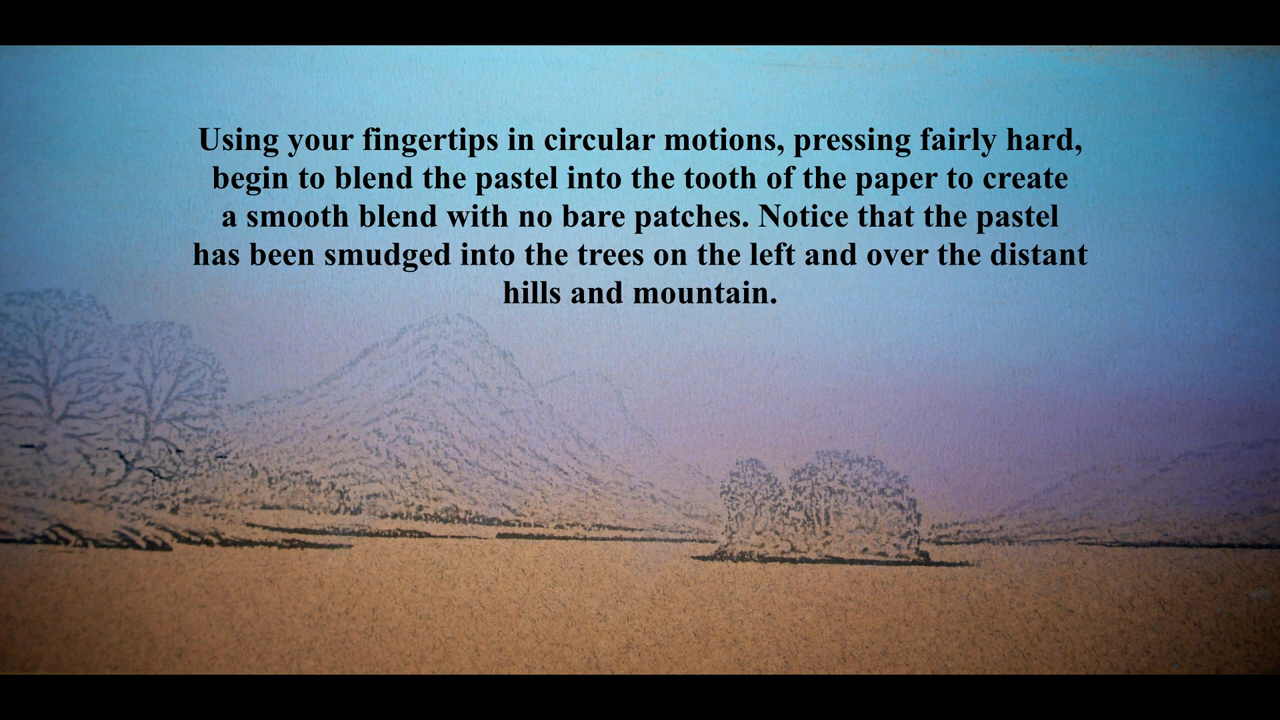 Using your fingertips in circular motions, pressing fairly hard,
begin to blend the pastel into the tooth of the paper to create
a smooth blend with no bare patches. Notice that the pastel
has been smudged into the trees on the left and over the distant
hills and mountain.